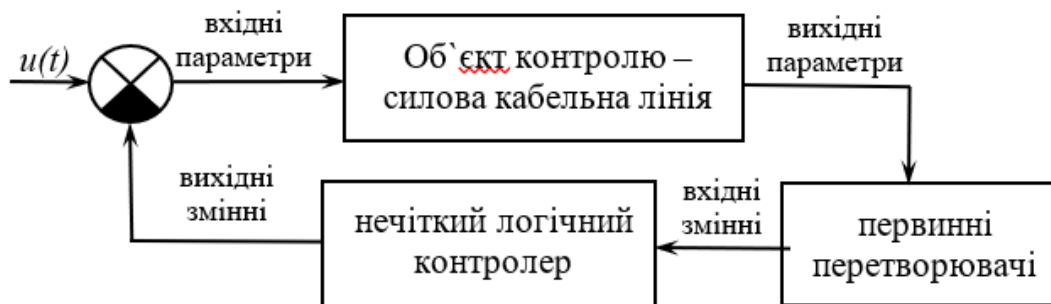 u(t)
вхідні
параметри
Об`єкт контролю –
силова кабельна лінія
вихідні
параметри
вихідні
змінні
нечіткий логічний
контролер
вхідні
змінні
первинні
перетворювачі